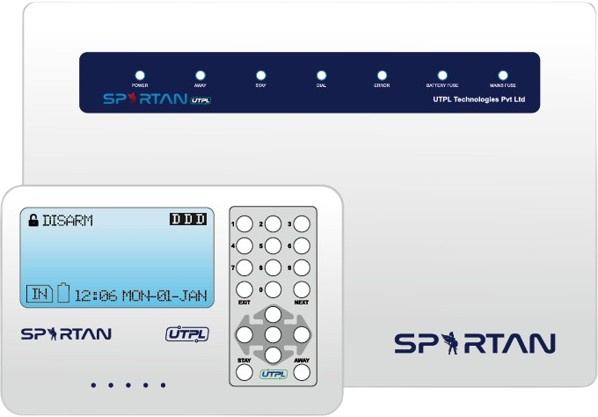 POWER AWAY STAY DIAL ERROR BATTERY FUSE MAINS FUSE
SPARTAN UTPL
UTPL Technologies Pvt Ltd
DISARM DDD
IN 12:06 MON-01-JAN
SPARTAN UTPL
1 2 3
4 5 6
7 8 9
EXIT 0 NEXT
STAY AWAY
UTPL
SPARTAN